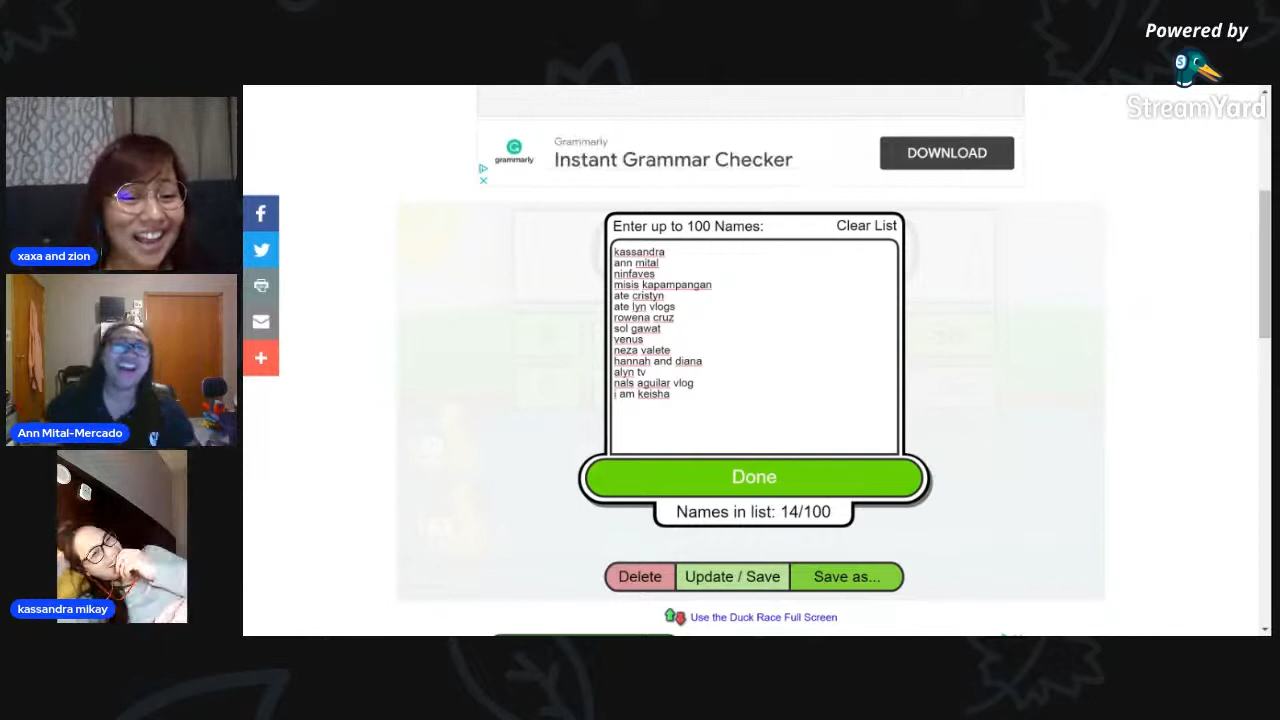 Powered by
StreamYard
Grammarly
grammarly
Instant Grammar Checker
DOWNLOAD
Enter up to 100 Names:
Clear List
kassandra
ann mital
ninfaves
misis kapampangan
ate cristyn
ate lyn vlogs
rowena cruz
sol gawat
venus
neza valete
hannah and diana
alyn tv
nals aguilar vlog
i am keisha
Done
Names in list: 14/100
Delete
Update / Save
Save as...
Use the Duck Race Full Screen
xaxa and zion
Ann Mital-Mercado
kassandra mikay